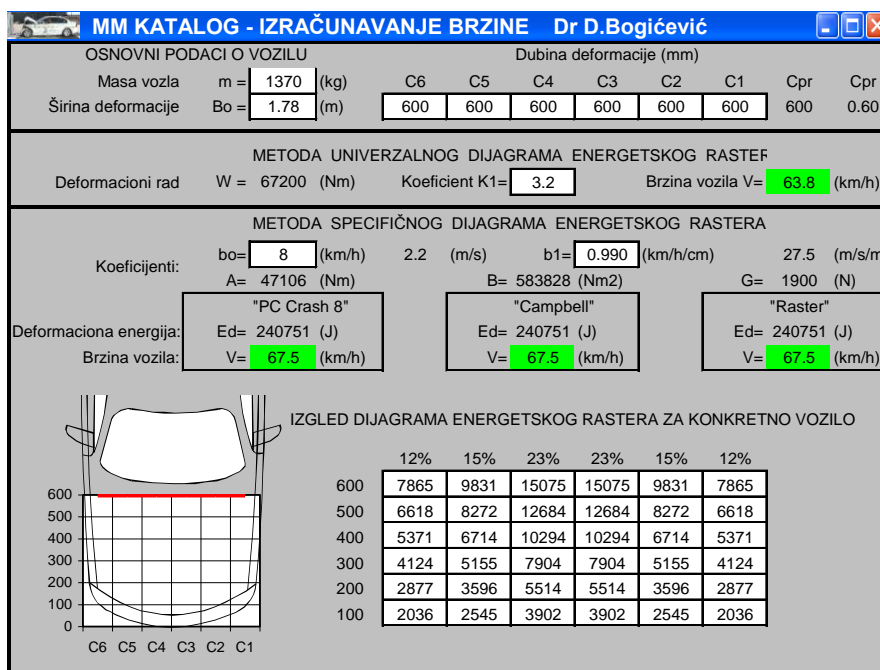 MM KATALOG - IZRAČUNAVANJE BRZINE Dr D.Bogićević
OSNOVNI PODACI O VOZILU Dubina deformacije (mm)
Masa vozla m = 1370 (kg) C6 C5 C4 C3 C2 C1 Cpr Cpr
Širina deformacije Bo = 1.78 (m) 600 600 600 600 600 600 600 0.60
METODA UNIVERZALNOG DIJAGRAMA ENERGETSKOG RASTER
Deformacioni rad W = 67200 (Nm) Koeficient K1= 3.2 Brzina vozila V= 63.8 (km/h)
METODA SPECIFIČNOG DIJAGRAMA ENERGETSKOG RASTERA
Koeficijenti: bo= 8 (km/h) 2.2 (m/s) b1= 0.990 (km/h/cm) 27.5 (m/s/m
A= 47106 (Nm) B= 583828 (Nm2) G= 1900 (N)
"PC Crash 8" "Campbell" "Raster"
Deformaciona energija: Ed= 240751 (J) Ed= 240751 (J) Ed= 240751 (J)
Brzina vozila: V= 67.5 (km/h) V= 67.5 (km/h) V= 67.5 (km/h)
IZGLED DIJAGRAMA ENERGETSKOG RASTERA ZA KONKRETNO VOZILO
12% 15% 23% 23% 15% 12%
600 7865 9831 15075 15075 9831 7865
500 6618 8272 12684 12684 8272 6618
400 5371 6714 10294 10294 6714 5371
300 4124 5155 7904 7904 5155 4124
200 2877 3596 5514 5514 3596 2877
100 2036 2545 3902 3902 2545 2036
600
500
400
300
200
100
0
C6 C5 C4 C3 C2 C1